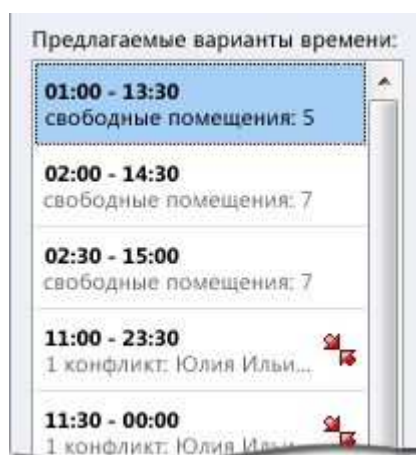 Предлагаемые варианты времени:
01:00 - 13:30
свободные помещения: 5
02:00 - 14:30
свободные помещения: 7
02:30 - 15:00
свободные помещения: 7
11:00 - 23:30
1 конфликт: Юлия Ильи...
11:30 - 00:00
1 конфликт: Юлия Ильи...